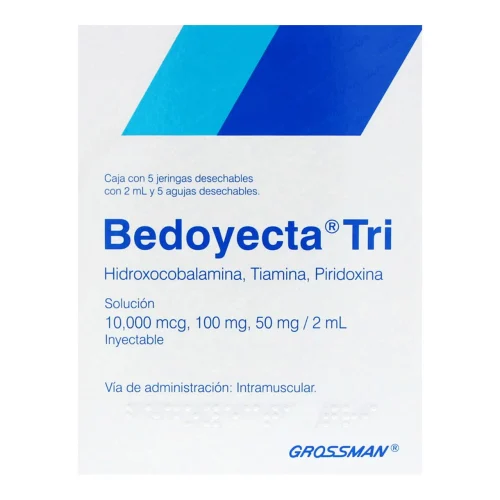 Caja con 5 jeringas desechables
con 2 mL y 5 agujas desechables.
Bedoyecta® Tri
Hidroxocobalamina, Tiamina, Piridoxina
Solución
10,000 mcg, 100 mg, 50 mg / 2 mL
Inyectable
Vía de administración: Intramuscular.
GROSSMAN®